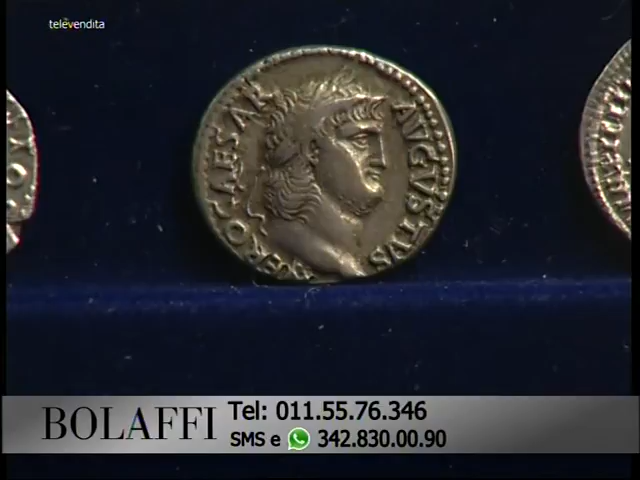 televendita
NERO CAESAR AVGVSTVS
BOLAFFI
Tel: 011.55.76.346
SMS e 342.830.00.90